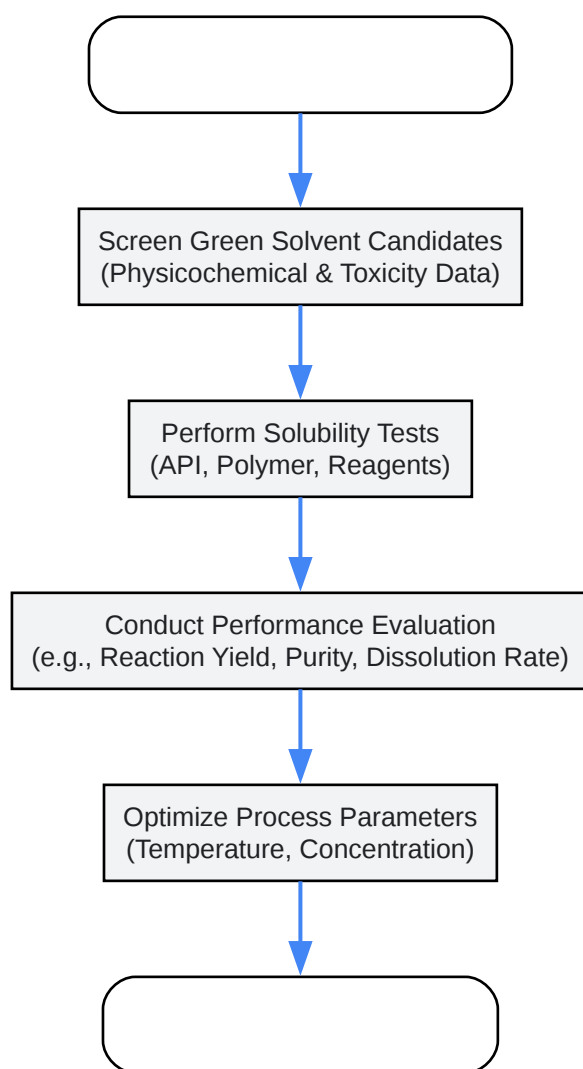 Screen Green Solvent Candidates
(Physicochemical & Toxicity Data)
Perform Solubility Tests
(API, Polymer, Reagents)
Conduct Performance Evaluation
(e.g., Reaction Yield, Purity, Dissolution Rate)
Optimize Process Parameters
(Temperature, Concentration)